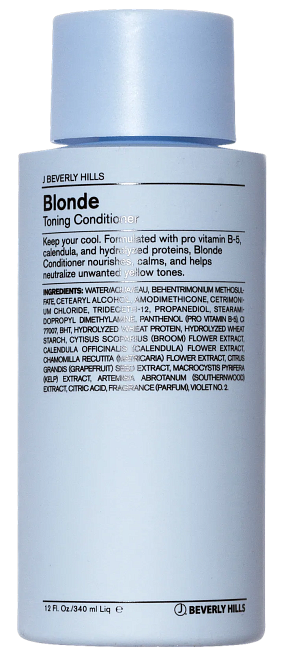 J BEVERLY HILLS
Blonde
Toning Conditioner
Keep your cool. Formulated with pro vitamin B-5,
calendula, and hydrolyzed proteins, Blonde
Conditioner nourishes, calms, and helps
neutralize unwanted yellow tones.
INGREDIENTS: WATER/AQUA/EAU, BEHENTRIMONIUM METHOSUL-
FATE, CETEARYL ALCOHOL, AMODIMETHICONE, CETRIMONI-
UM CHLORIDE, TRIDECETH-12, PROPANEDIOL, STEARAMI-
DOPROPYL DIMETHYLAMINE, PANTHENOL (PRO VITAMIN B-5), CI
77007, BHT, HYDROLYZED WHEAT PROTEIN, HYDROLYZED WHEAT
STARCH, CYTISUS SCOPARIUS (BROOM) FLOWER EXTRACT,
CALENDULA OFFICINALIS (CALENDULA) FLOWER EXTRACT,
CHAMOMILLA RECUTITA (MATRICARIA) FLOWER EXTRACT, CITRUS
GRANDIS (GRAPEFRUIT) SEED EXTRACT, MACROCYSTIS PYRIFERA
(KELP) EXTRACT, ARTEMISIA ABROTANUM (SOUTHERNWOOD)
EXTRACT, CITRIC ACID, FRAGRANCE (PARFUM), VIOLET NO. 2.
12 Fl. Oz/340 ml Liq ℮
J. BEVERLY HILLS